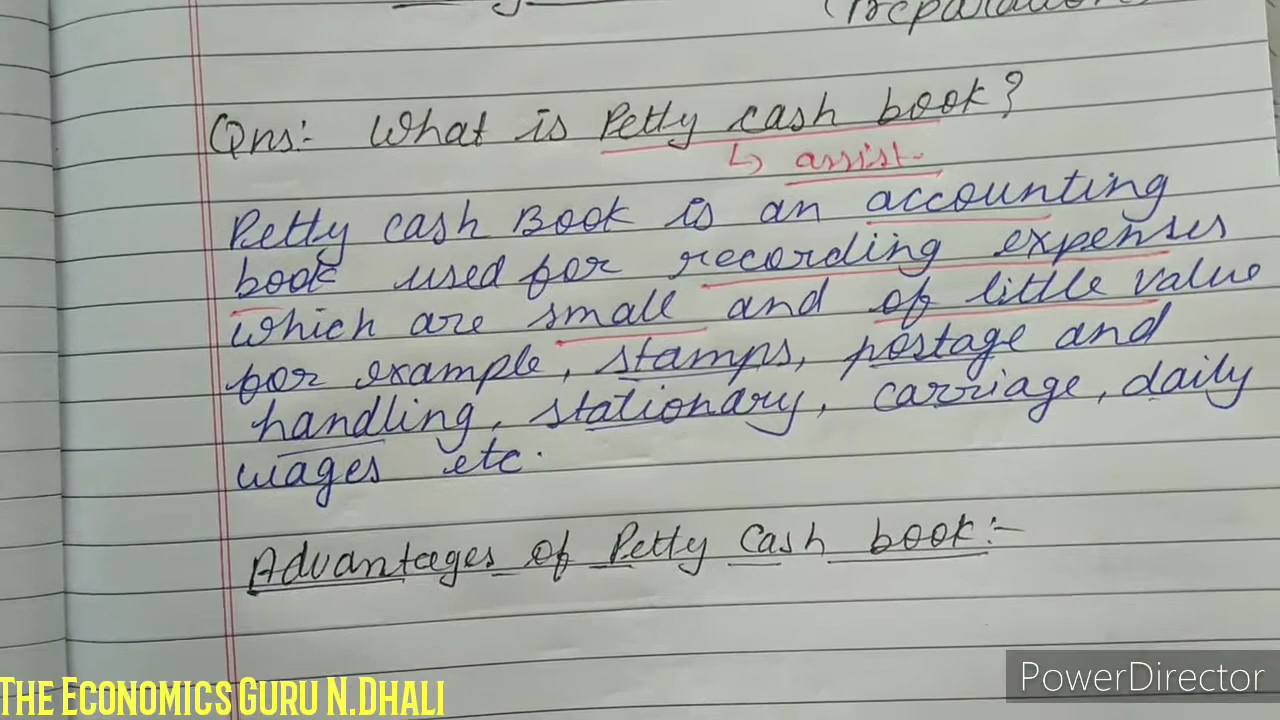 (Preparation)
Qns:- What is Petty cash book?
↳ assist.
Petty cash Book is an accounting
book used for recording expenses
which are small and of little value
for example, stamps, postage and
handling, stationary, carriage, daily
wages etc.
Advantages of Petty Cash book:-
PowerDirector
THE ECONOMICS GURU N.DHALI